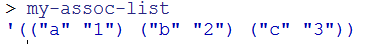 > my-assoc-list
'(("a" "1") ("b" "2") ("c" "3"))